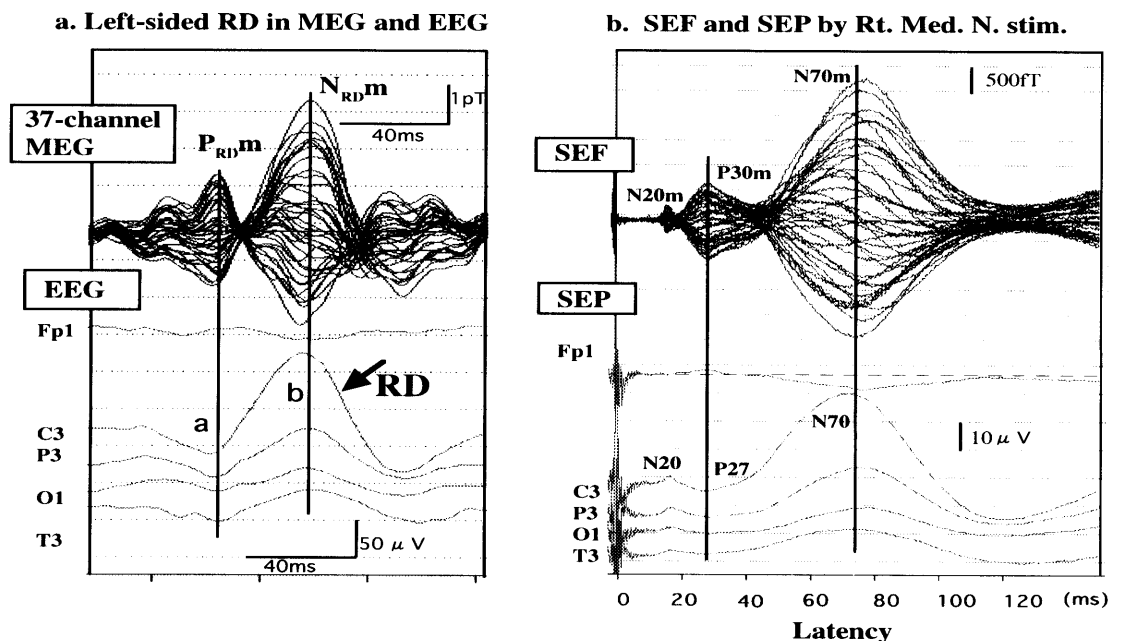 a. Left-sided RD in MEG and EEG
37-channel
MEG
P_RD m
N_RD m
1pT
40ms
EEG
Fp1
RD
a
b
C3
P3
O1
T3
50 μV
40ms
b. SEF and SEP by Rt. Med. N. stim.
N70m
500fT
SEF
P30m
N20m
SEP
Fp1
N70
10 μV
N20
P27
C3
P3
O1
T3
0 20 40 60 80 100 120 (ms)
Latency